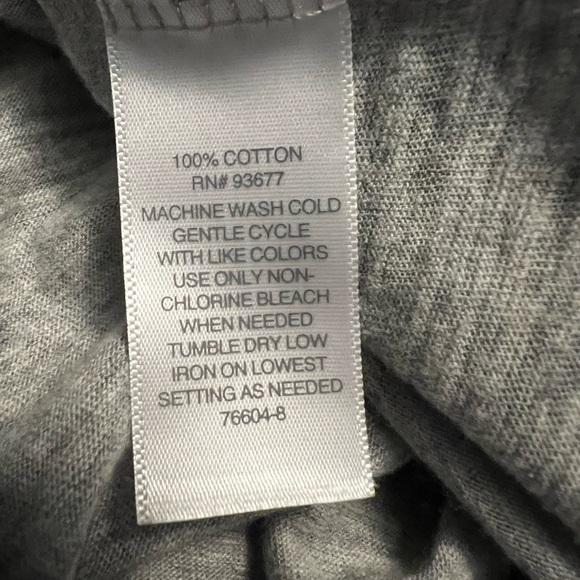 100% COTTON
RN# 93677
MACHINE WASH COLD
GENTLE CYCLE
WITH LIKE COLORS
USE ONLY NON-
CHLORINE BLEACH
WHEN NEEDED
TUMBLE DRY LOW
IRON ON LOWEST
SETTING AS NEEDED
76604-8